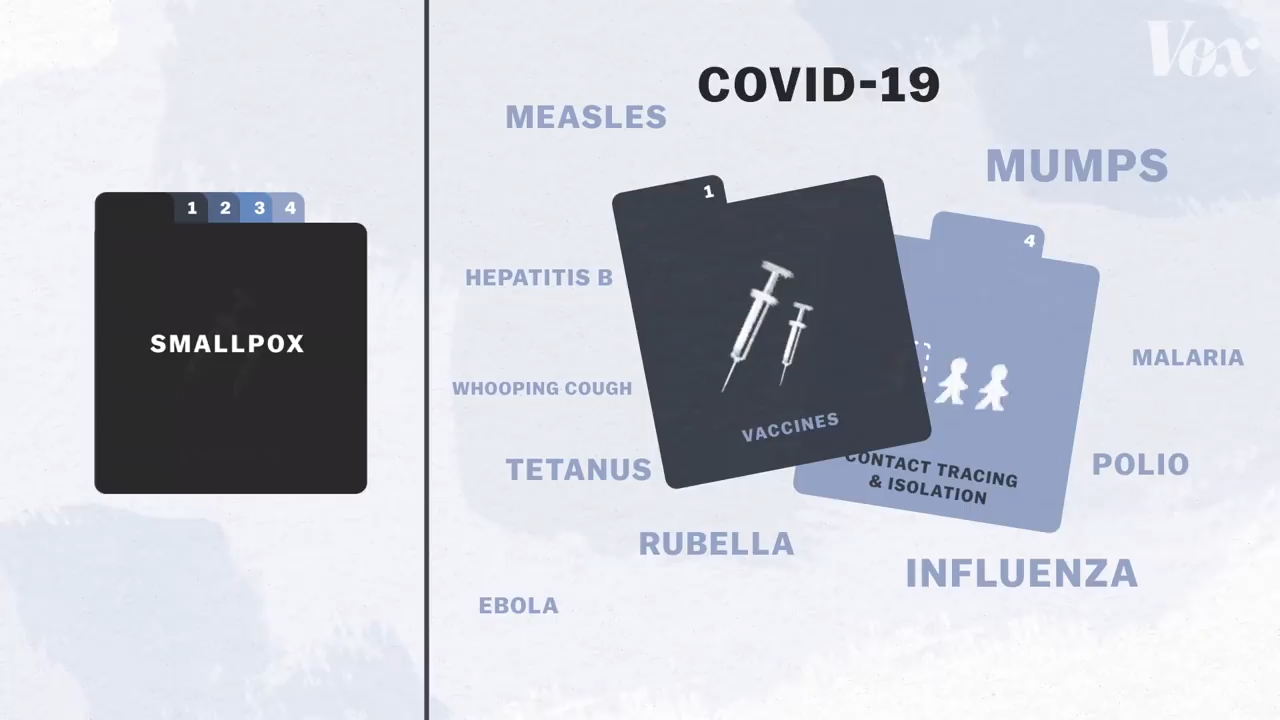 Vox
COVID-19
MEASLES
MUMPS
1 2 3 4
1
4
HEPATITIS B
SMALLPOX
MALARIA
WHOOPING COUGH
VACCINES
TETANUS
CONTACT TRACING
& ISOLATION
POLIO
RUBELLA
INFLUENZA
EBOLA